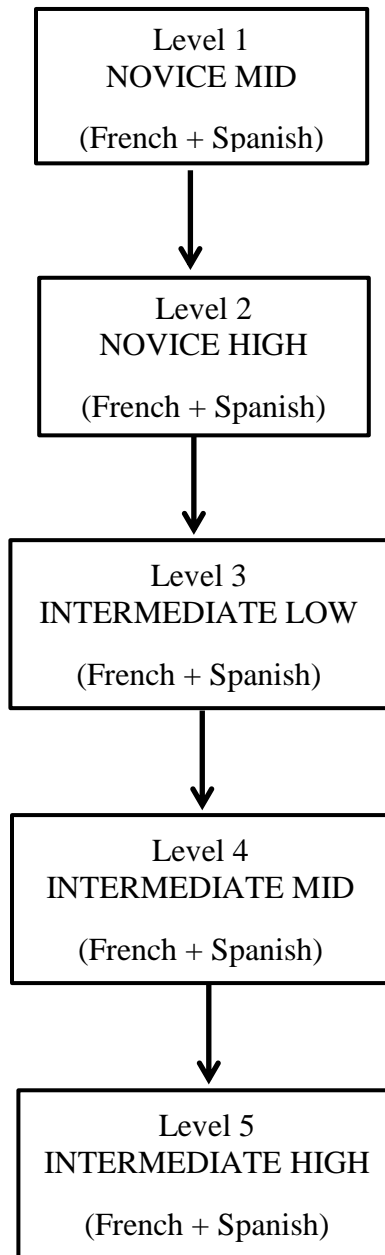 Level 1
NOVICE MID
(French + Spanish)
Level 2
NOVICE HIGH
(French + Spanish)
Level 3
INTERMEDIATE LOW
(French + Spanish)
Level 4
INTERMEDIATE MID
(French + Spanish)
Level 5
INTERMEDIATE HIGH
(French + Spanish)